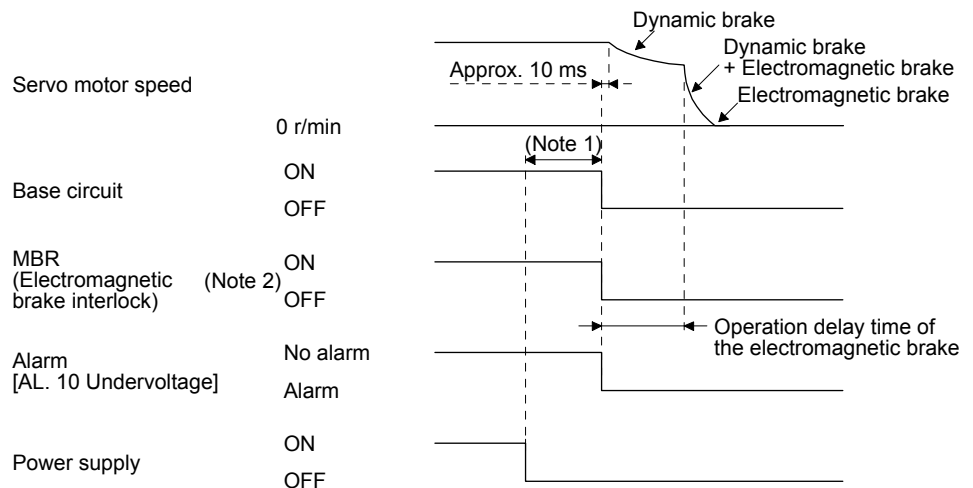 Dynamic brake
Dynamic brake
+ Electromagnetic brake
Electromagnetic brake
Approx. 10 ms
Servo motor speed
0 r/min
(Note 1)
ON
Base circuit
OFF
MBR
(Electromagnetic
brake interlock)
(Note 2)
ON
OFF
Operation delay time of
the electromagnetic brake
No alarm
Alarm
[AL. 10 Undervoltage]
Alarm
ON
Power supply
OFF